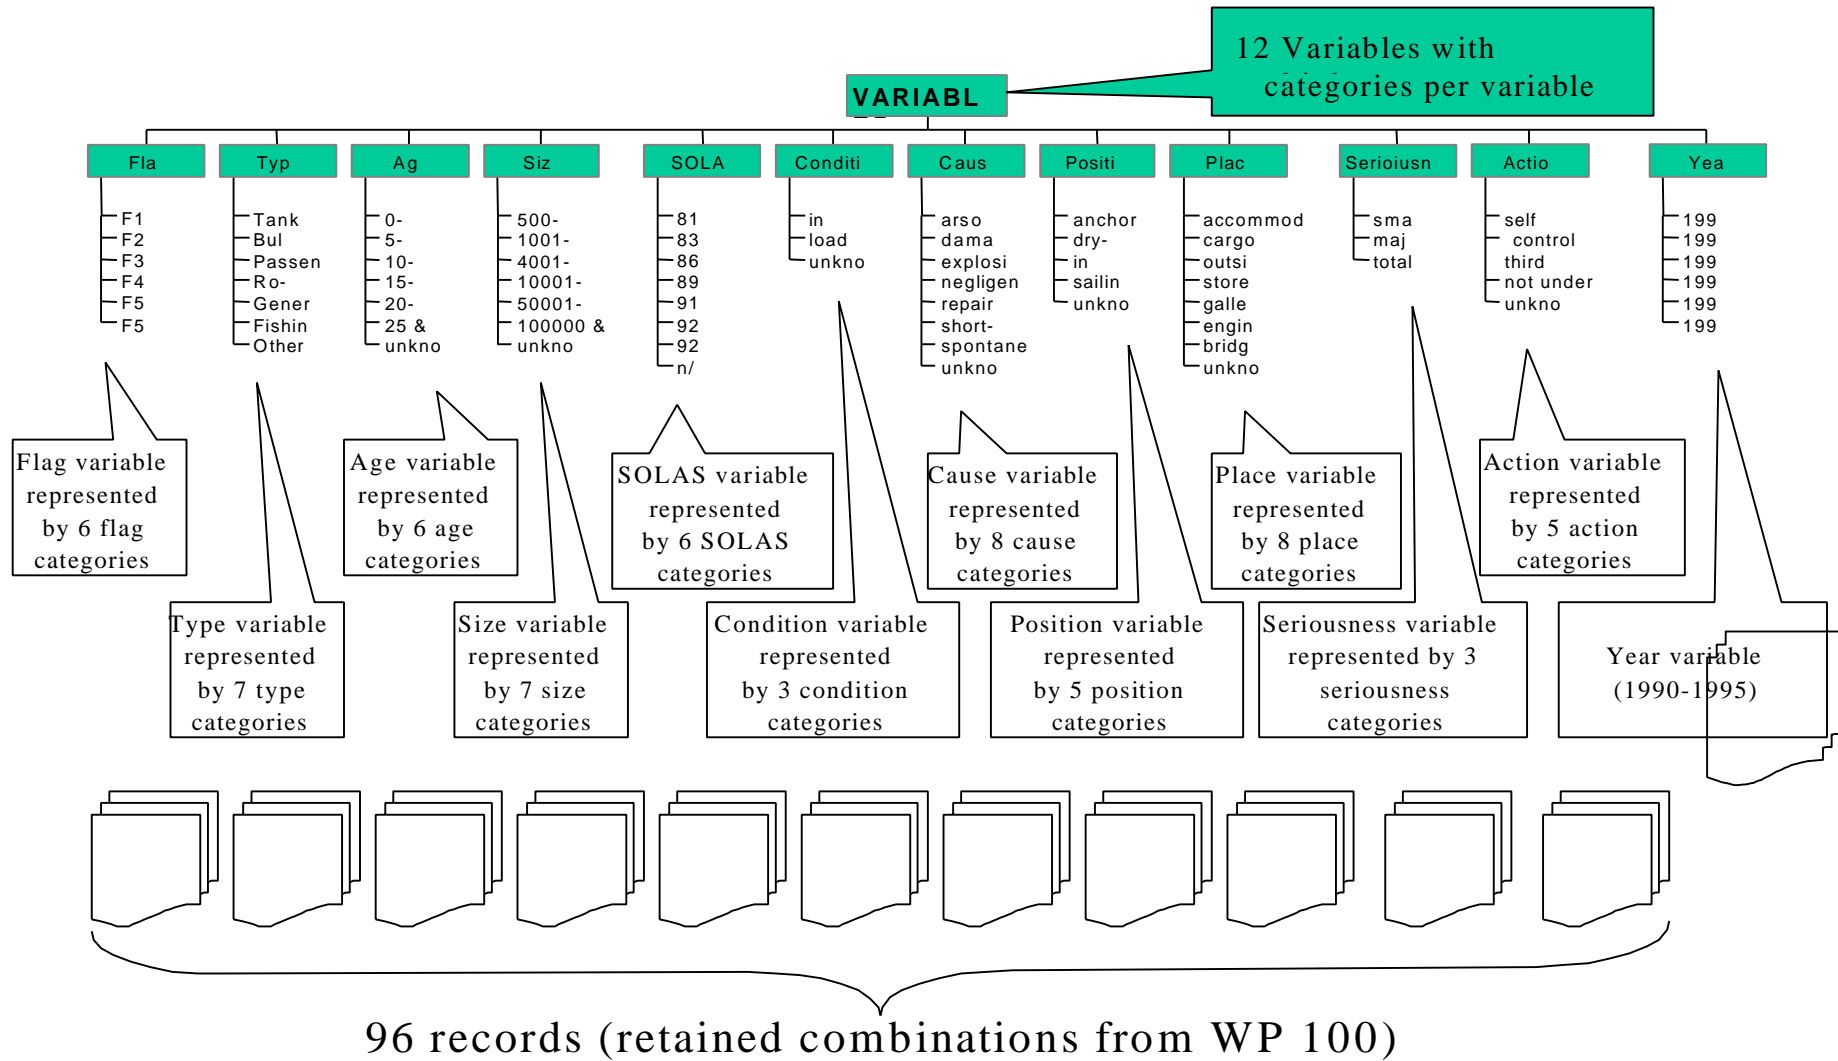 12 Variables with
categories per variable
VARIABL
Fla
Typ
Ag
Siz
SOLA
Conditi
Caus
Positi
Plac
Serioiusn
Actio
Yea
F1
F2
F3
F4
F5
F5
Tank
Bul
Passen
Ro-
Gener
Fishin
Other
0-
5-
10-
15-
20-
25 &
unkno
500-
1001-
4001-
10001-
50001-
100000 &
unkno
81
83
86
89
91
92
92
n/
in
load
unkno
arso
dama
explosi
negligen
repair
short-
spontane
unkno
anchor
dry-
in
sailin
unkno
accommod
cargo
outsi
store
galle
engin
bridg
unkno
sma
maj
total
self
control
third
not under
unkno
199
199
199
199
199
199
Flag variable
represented
by 6 flag
categories
Age variable
represented
by 6 age
categories
SOLAS variable
represented
by 6 SOLAS
categories
Cause variable
represented
by 8 cause
categories
Place variable
represented
by 8 place
categories
Action variable
represented
by 5 action
categories
Type variable
represented
by 7 type
categories
Size variable
represented
by 7 size
categories
Condition variable
represented
by 3 condition
categories
Position variable
represented
by 5 position
categories
Seriousness variable
represented by 3
seriousness
categories
Year variable
(1990-1995)
96 records (retained combinations from WP 100)